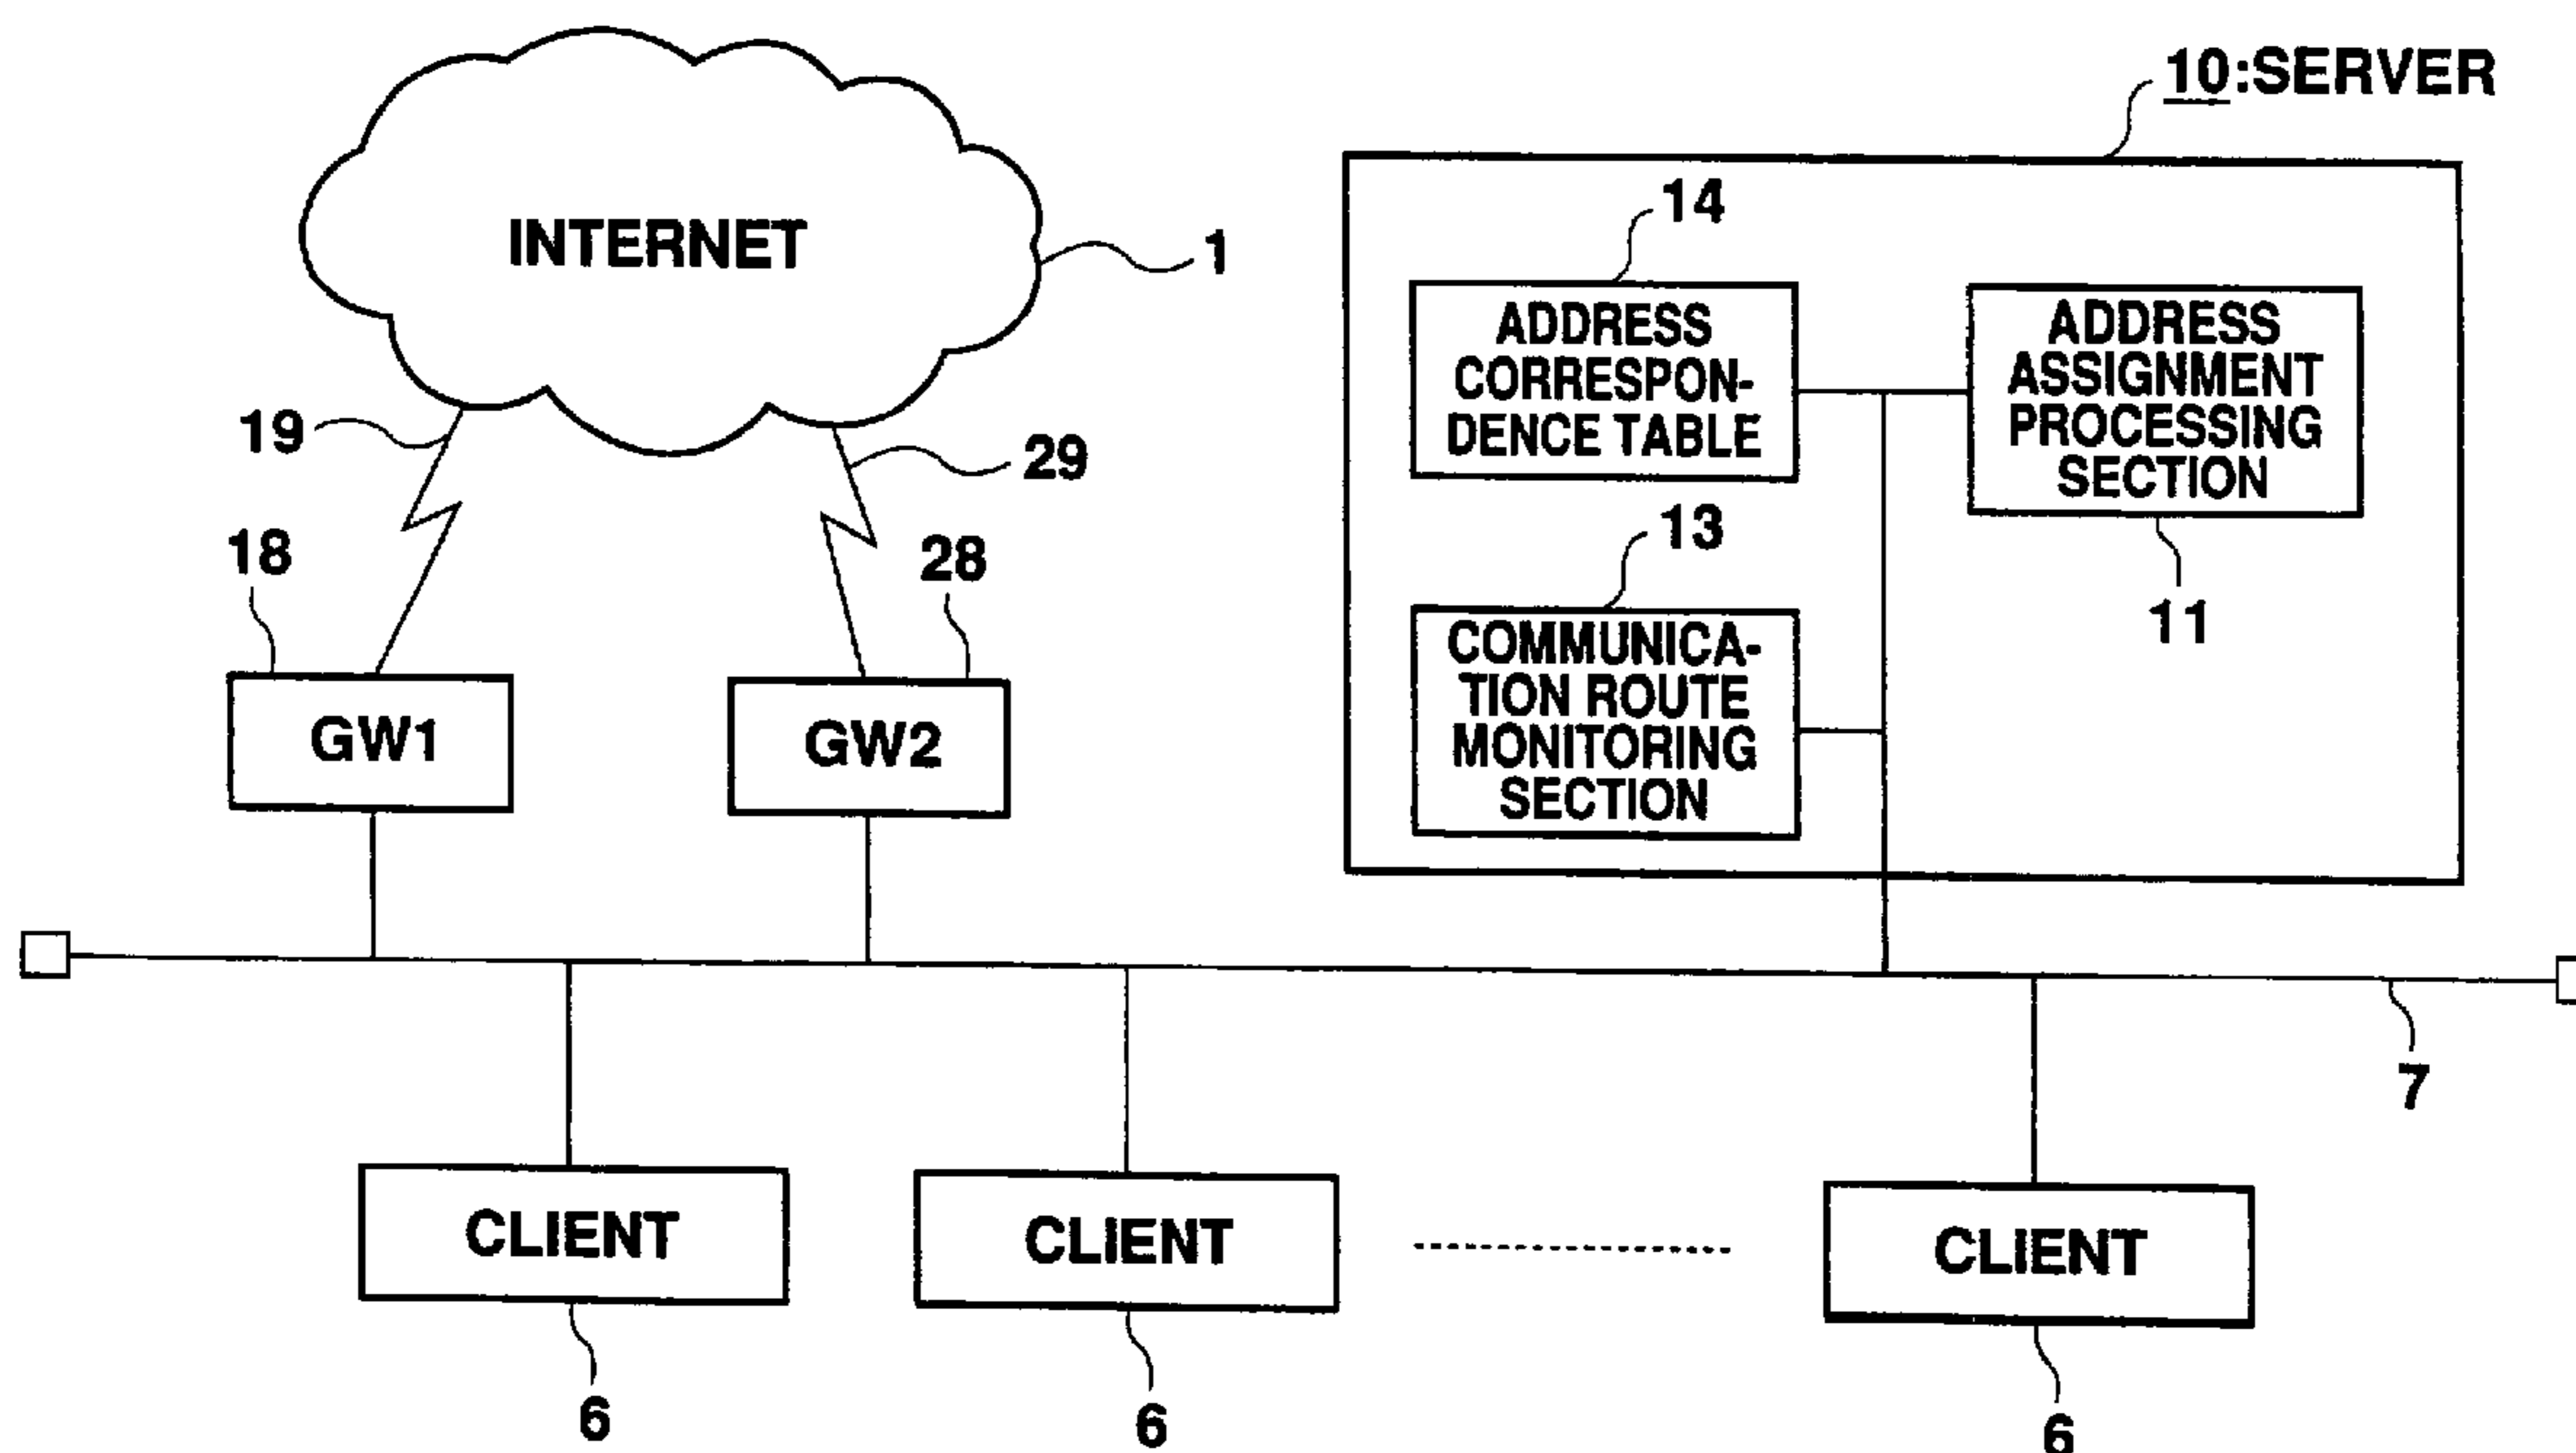 10:SERVER
INTERNET
1
14
ADDRESS
CORRESPON-
DENCE TABLE
ADDRESS
ASSIGNMENT
PROCESSING
SECTION
11
19
29
13
COMMUNICA-
TION ROUTE
MONITORING
SECTION
18
28
GW1
GW2
7
CLIENT
CLIENT
CLIENT
6
6
6